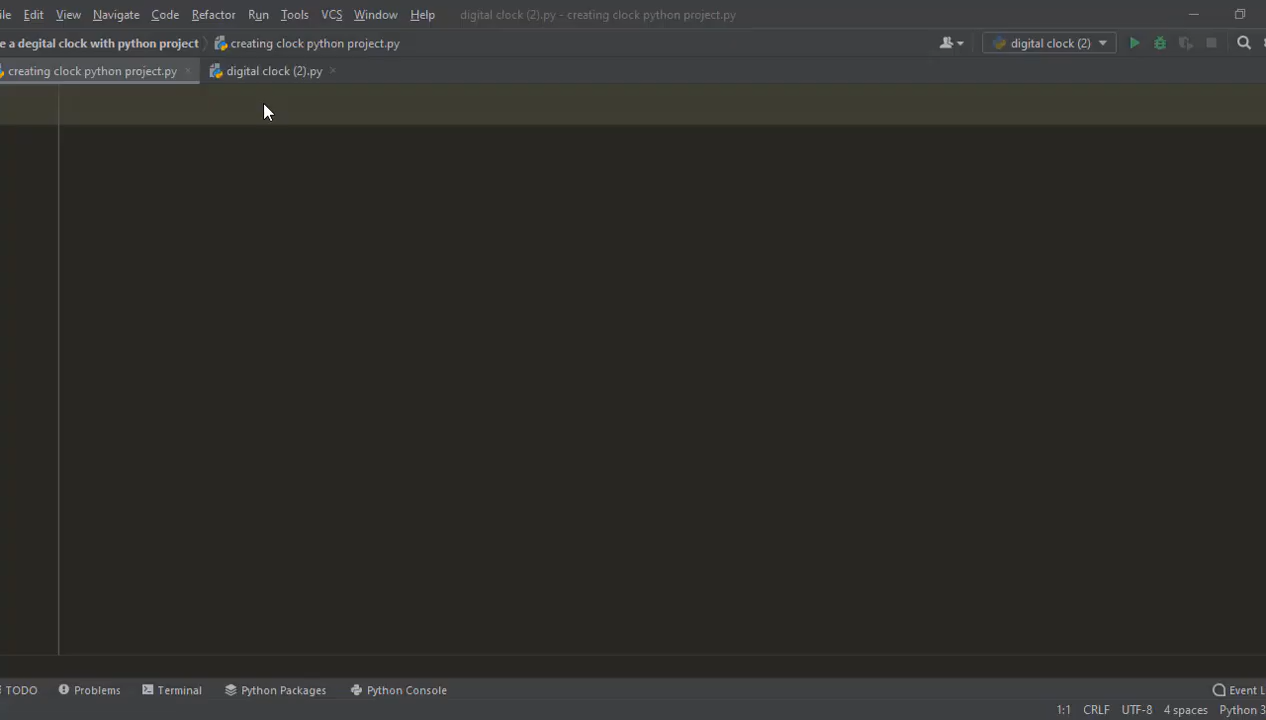 ile Edit View Navigate Code Refactor Run Tools VCS Window Help digital clock (2).py - creating clock python project.py
e a degital clock with python project creating clock python project.py digital clock (2)
creating clock python project.py digital clock (2).py
TODO Problems Terminal Python Packages Python Console Event L
1:1 CRLF UTF-8 4 spaces Python 3